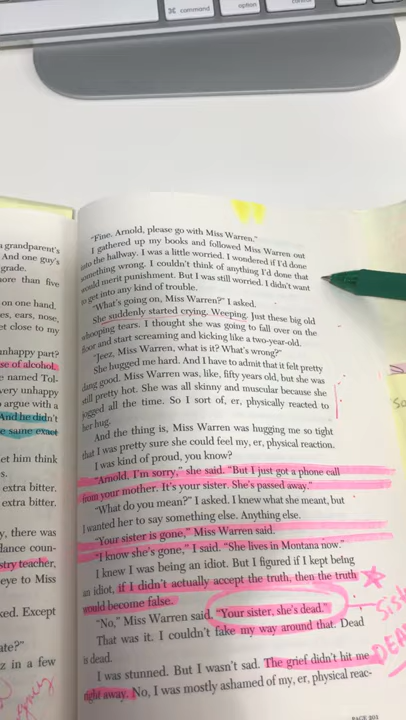 command
option
a grandparent's
And one guy's
grade.
more than five
on one hand.
es, ears, nose,
et close to my
unhappy part?
se of alcohol.
e named Tol-
very unhappy
o argue with a
And he didn't
e same exact
et him think
s.
extra bitter.
extra bitter.
y, there was
dance coun-
stry teacher,
eye to Miss
ked. Except
ate?"
z in a few
"Fine. Arnold, please go with Miss Warren."
I gathered up my books and followed Miss Warren out
into the hallway. I was a little worried. I wondered if I'd done
something wrong. I couldn't think of anything I'd done that
would merit punishment. But I was still worried. I didn't want
to get into any kind of trouble.
"What's going on, Miss Warren?" I asked.
She suddenly started crying. Weeping. Just these big old
whooping tears. I thought she was going to fall over on the
floor and start screaming and kicking like a two-year-old.
"Jeez, Miss Warren, what is it? What's wrong?"
She hugged me hard. And I have to admit that it felt pretty
dang good. Miss Warren was, like, fifty years old, but she was
still pretty hot. She was all skinny and muscular because she
jogged all the time. So I sort of, er, physically reacted to
her hug.
And the thing is, Miss Warren was hugging me so tight
that I was pretty sure she could feel my, er, physical reaction.
I was kind of proud, you know?
"Arnold, I'm sorry," she said. "But I just got a phone call
from your mother. It's your sister. She's passed away."
"What do you mean?" I asked. I knew what she meant, but
I wanted her to say something else. Anything else.
"Your sister is gone," Miss Warren said.
"I know she's gone," I said. "She lives in Montana now."
I knew I was being an idiot. But I figured if I kept being
an idiot, if I didn't actually accept the truth, then the truth
would become false.
"No," Miss Warren said. "Your sister, she's dead."
That was it. I couldn't fake my way around that. Dead
is dead.
I was stunned. But I wasn't sad. The grief didn't hit me
right away. No, I was mostly ashamed of my, er, physical reac-
PAGE 201
So
Sist
DEAD